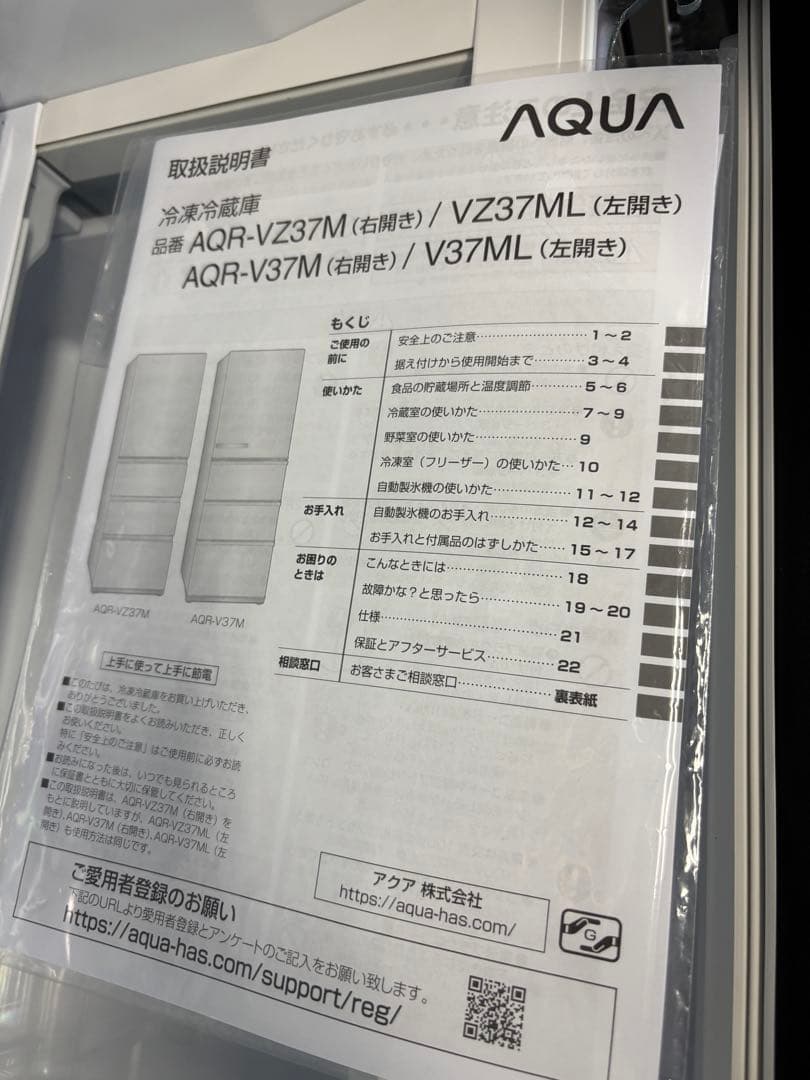 AQUA
取扱説明書
冷凍冷蔵庫
品番 AQR-VZ37M（右開き）/ VZ37ML（左開き）
AQR-V37M（右開き）/ V37ML（左開き）
もくじ
ご使用の前に
安全上のご注意 1～2
据え付けから使用開始まで 3～4
使いかた
食品の貯蔵場所と温度調節 5～6
冷蔵室の使いかた 7～9
野菜室の使いかた 9
冷凍室（フリーザー）の使いかた 10
自動製氷機の使いかた 11～12
お手入れ
自動製氷機のお手入れ 12～14
お手入れと付属品のはずしかた 15～17
お困りのときは
こんなときには 18
故障かな？と思ったら 19～20
仕様 21
保証とアフターサービス 22
相談窓口
お客さまご相談窓口 裏表紙
AQR-VZ37M
AQR-V37M
上手に使って上手に節電
■このたびは、冷凍冷蔵庫をお買い上げいただき、
ありがとうございました。
■この取扱説明書をよくお読みいただき、正しく
お使いください。
特に「安全上のご注意」はご使用前に必ずお読
みください。
■お読みになった後は、いつでも見られるところ
に保証書とともに大切に保管してください。
■この取扱説明書は、AQR-VZ37M（右開き）を
もとに説明していますが、AQR-VZ37ML（左
開き）、AQR-V37M（右開き）、AQR-V37ML（左
開き）も使用方法は同じです。
アクア 株式会社
https://aqua-has.com/
G
ご愛用者登録のお願い
下記のURLより愛用者登録とアンケートのご記入をお願い致します。
https://aqua-has.com/support/reg/